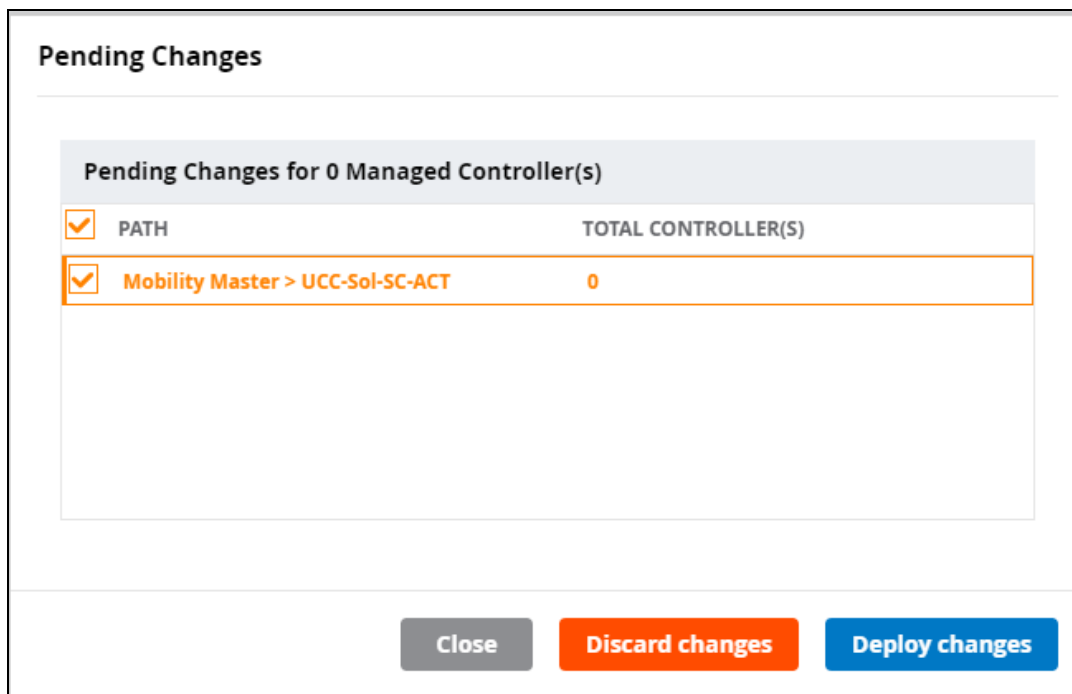 Pending Changes
Pending Changes for 0 Managed Controller(s)
PATH TOTAL CONTROLLER(S)
Mobility Master > UCC-Sol-SC-ACT 0
Close Discard changes Deploy changes